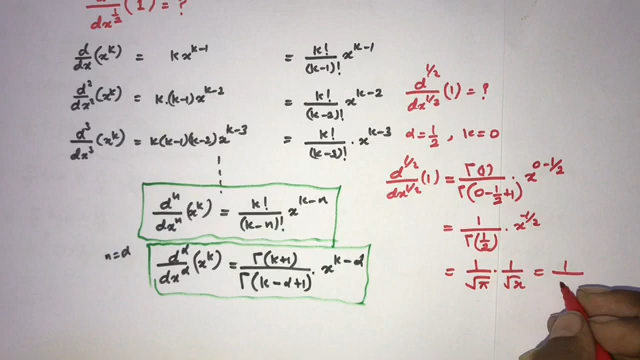 d^{1/2}/dx^{1/2} (1) = ?
d/dx (x^k) = kx^{k-1} = k!/(k-1)! x^{k-1}
d²/dx² (x^k) = k.(k-1)x^{k-2} = k!/(k-2)! x^{k-2}
d³/dx³ (x^k) = k(k-1)(k-2)x^{k-3} = k!/(k-3)! . x^{k-3}
d^n/dx^n (x^k) = k!/(k-n)! x^{k-n}
n=α
d^α/dx^α (x^k) = Γ(k+1)/Γ(k-α+1) . x^{k-α}
d^{1/2}/dx^{1/2} (1) = ?
α = 1/2 , k=0
d^{1/2}/dx^{1/2} (1) = Γ(1)/Γ(0-1/2+1) . x^{0-1/2}
= 1/Γ(1/2) . x^{-1/2}
= 1/√π . 1/√x = 1/